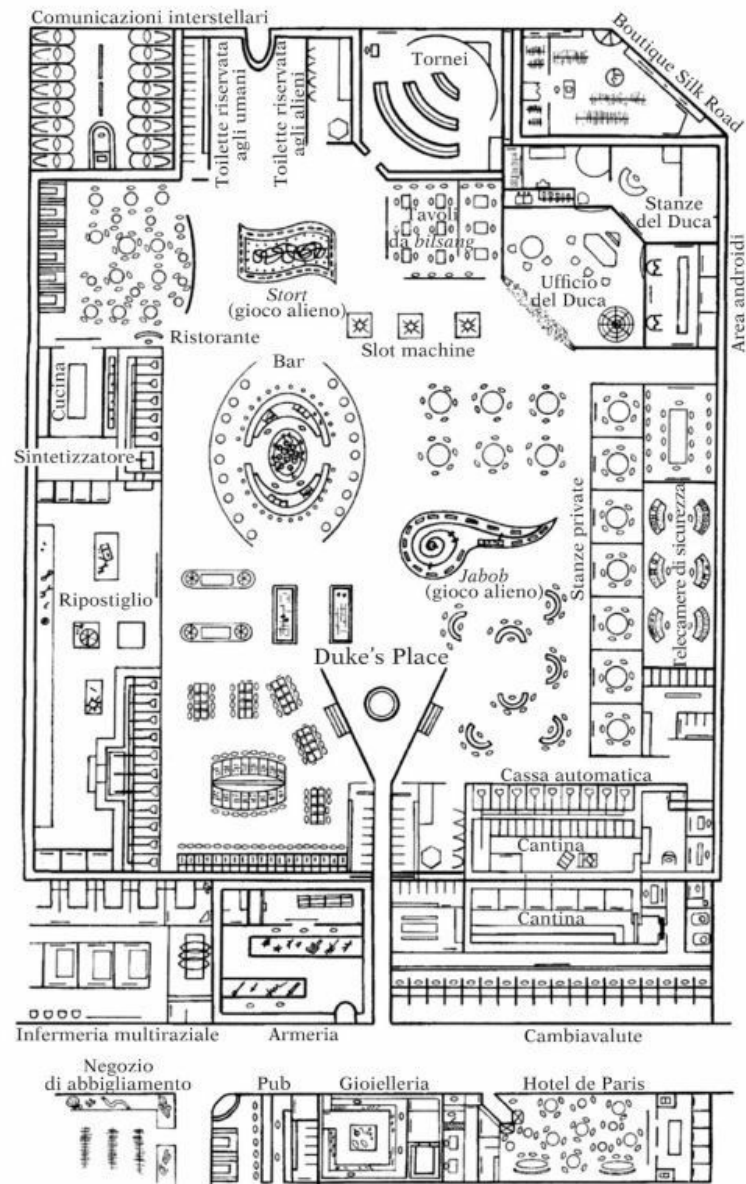 Comunicazioni interstellari
Boutique Silk Road
Toilette riservata
agli umani
Toilette riservata
agli alieni
Tornei
Stanze
del Duca
Tavoli
da bilsang
Ufficio
del Duca
Area androidi
Stort
(gioco alieno)
Ristorante
Slot machine
Bar
Cucina
Sintetizzatore
Stanze private
Telecamere di sicurezza
Jabob
(gioco alieno)
Ripostiglio
Duke's Place
Cassa automatica
Cantina
Cantina
Infermeria multiraziale
Armeria
Cambiavalute
Negozio
di abbigliamento
Pub
Gioielleria
Hotel de Paris